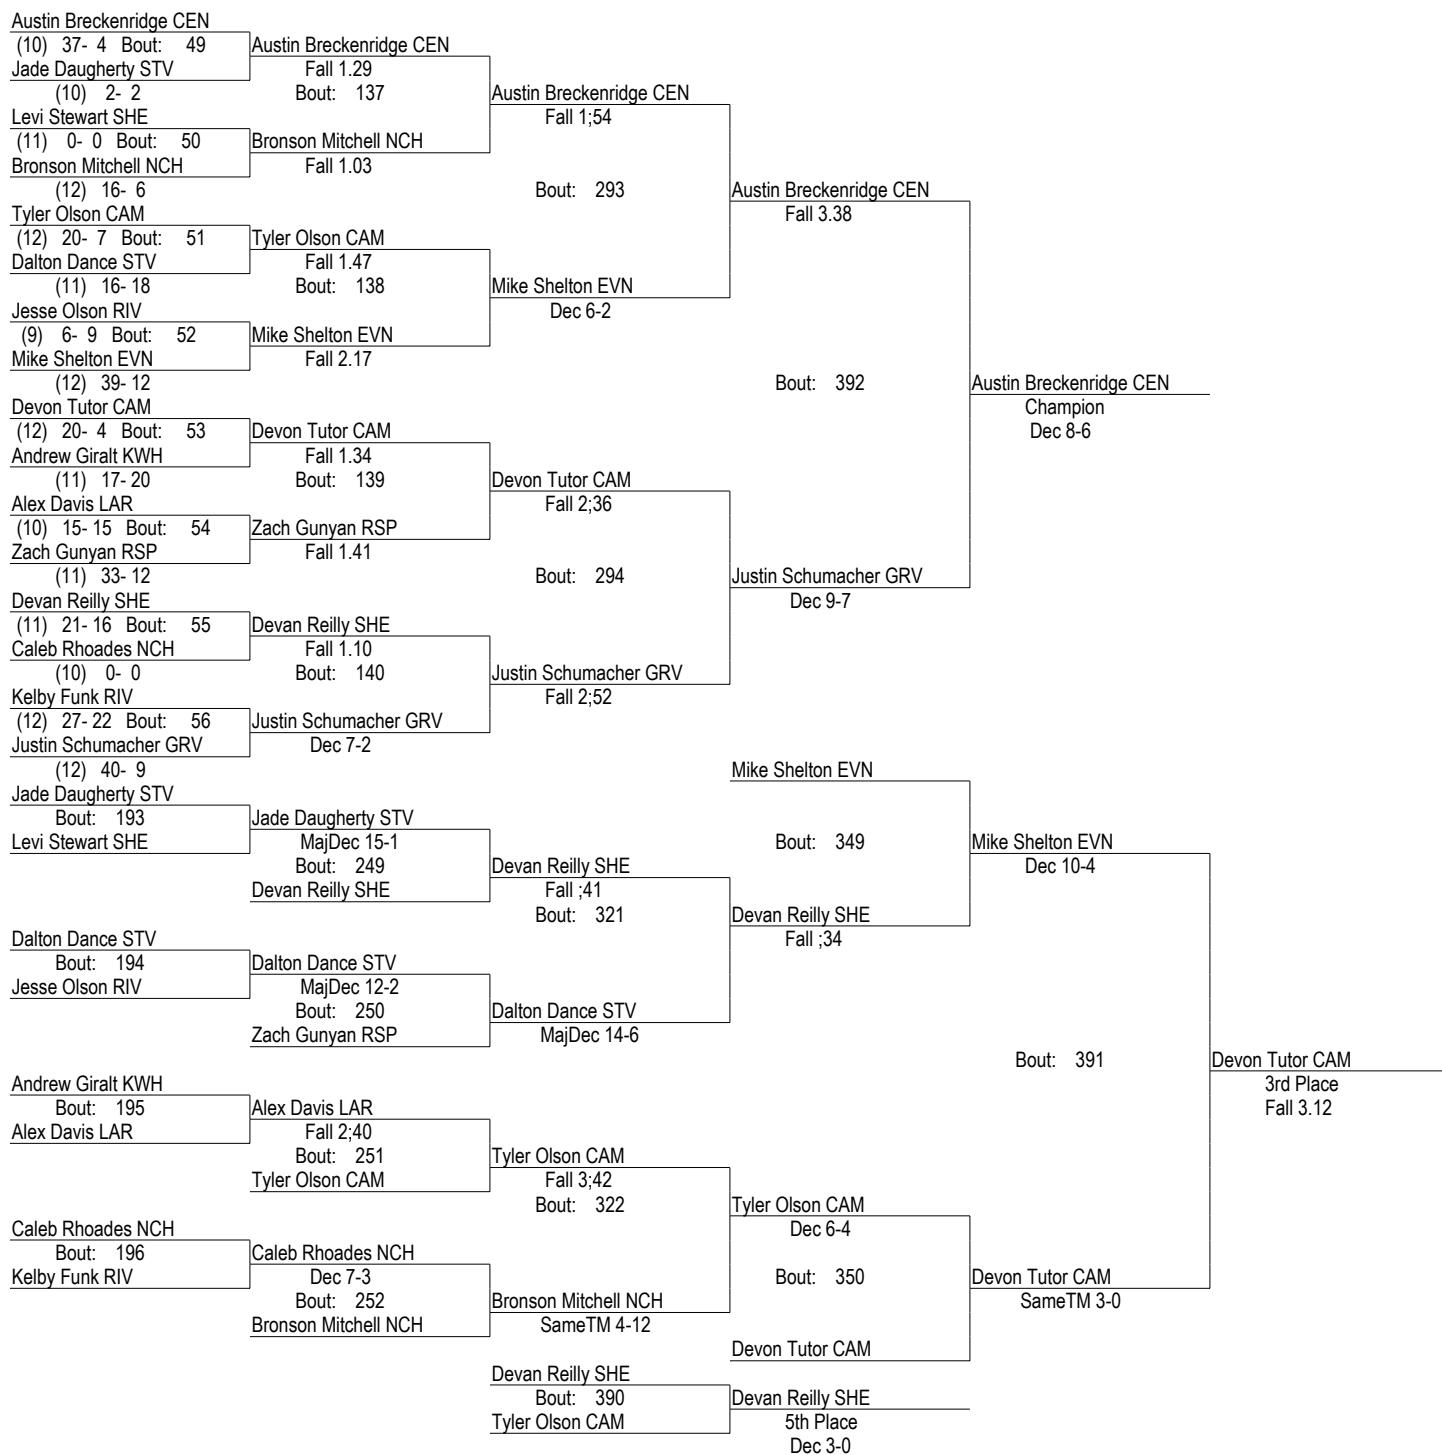 Austin Breckenridge CEN
(10) 37- 4 Bout: 49
Austin Breckenridge CEN
Jade Daugherty STV
Fall 1.29
(10) 2- 2
Bout: 137
Austin Breckenridge CEN
Levi Stewart SHE
Fall 1;54
(11) 0- 0 Bout: 50
Bronson Mitchell NCH
Bronson Mitchell NCH
Fall 1.03
(12) 16- 6
Bout: 293
Austin Breckenridge CEN
Tyler Olson CAM
Fall 3.38
(12) 20- 7 Bout: 51
Tyler Olson CAM
Dalton Dance STV
Fall 1.47
(11) 16- 18
Bout: 138
Mike Shelton EVN
Jesse Olson RIV
Dec 6-2
(9) 6- 9 Bout: 52
Mike Shelton EVN
Mike Shelton EVN
Fall 2.17
(12) 39- 12
Bout: 392
Austin Breckenridge CEN
Devon Tutor CAM
Champion
(12) 20- 4 Bout: 53
Devon Tutor CAM
Dec 8-6
Andrew Giralt KWH
Fall 1.34
(11) 17- 20
Bout: 139
Devon Tutor CAM
Alex Davis LAR
Fall 2;36
(10) 15- 15 Bout: 54
Zach Gunyan RSP
Zach Gunyan RSP
Fall 1.41
(11) 33- 12
Bout: 294
Justin Schumacher GRV
Devan Reilly SHE
Dec 9-7
(11) 21- 16 Bout: 55
Devan Reilly SHE
Caleb Rhoades NCH
Fall 1.10
(10) 0- 0
Bout: 140
Justin Schumacher GRV
Kelby Funk RIV
Fall 2;52
(12) 27- 22 Bout: 56
Justin Schumacher GRV
Justin Schumacher GRV
Dec 7-2
(12) 40- 9
Mike Shelton EVN
Jade Daugherty STV
Bout: 193
Jade Daugherty STV
Levi Stewart SHE
MajDec 15-1
Bout: 349
Mike Shelton EVN
Bout: 249
Devan Reilly SHE
Dec 10-4
Devan Reilly SHE
Fall ;41
Bout: 321
Devan Reilly SHE
Dalton Dance STV
Fall ;34
Bout: 194
Dalton Dance STV
Jesse Olson RIV
MajDec 12-2
Bout: 250
Dalton Dance STV
Zach Gunyan RSP
MajDec 14-6
Bout: 391
Devon Tutor CAM
Andrew Giralt KWH
3rd Place
Bout: 195
Alex Davis LAR
Fall 3.12
Alex Davis LAR
Fall 2;40
Bout: 251
Tyler Olson CAM
Tyler Olson CAM
Fall 3;42
Bout: 322
Tyler Olson CAM
Caleb Rhoades NCH
Dec 6-4
Bout: 196
Caleb Rhoades NCH
Kelby Funk RIV
Dec 7-3
Bout: 350
Devon Tutor CAM
Bout: 252
Bronson Mitchell NCH
SameTM 3-0
Bronson Mitchell NCH
SameTM 4-12
Devon Tutor CAM
Devan Reilly SHE
Bout: 390
Devan Reilly SHE
Tyler Olson CAM
5th Place
Dec 3-0